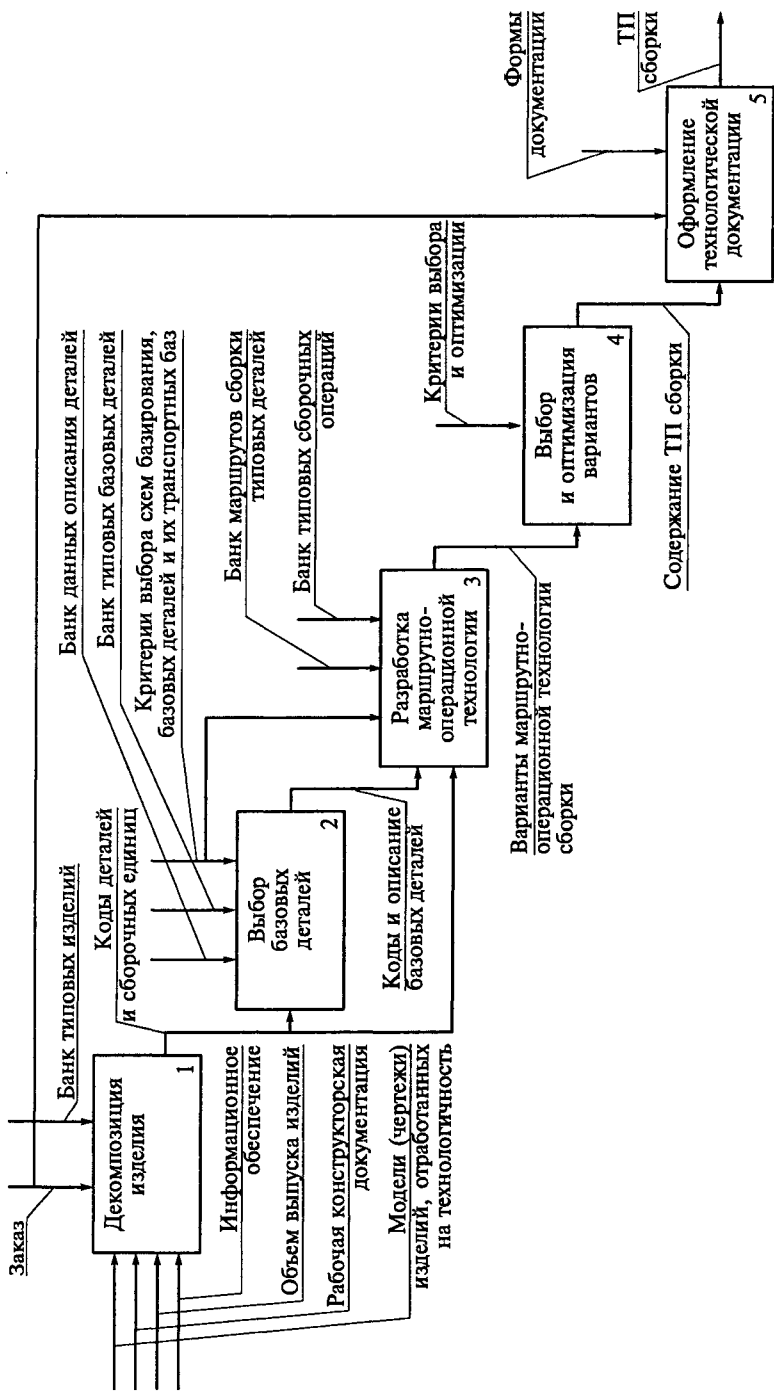 Заказ
Банк типовых изделий
Декомпозиция
изделия
1
Информационное
обеспечение
Объем выпуска изделий
Рабочая конструкторская
документация
Модели (чертежи)
изделий, отработанных
на технологичность
Коды деталей
и сборочных единиц
Банк данных описания деталей
Банк типовых базовых деталей
Критерии выбора схем базирования,
базовых деталей и их транспортных баз
Выбор
базовых
деталей
2
Коды и описание
базовых деталей
Банк маршрутов сборки
типовых деталей
Банк типовых сборочных
операций
Разработка
маршрутно-
операционной
технологии
3
Варианты маршрутно-
операционной технологии
сборки
Критерии выбора
и оптимизации
Выбор
и оптимизация
вариантов
4
Содержание ТП сборки
Формы
документации
Оформление
технологической
документации
5
ТП
сборки